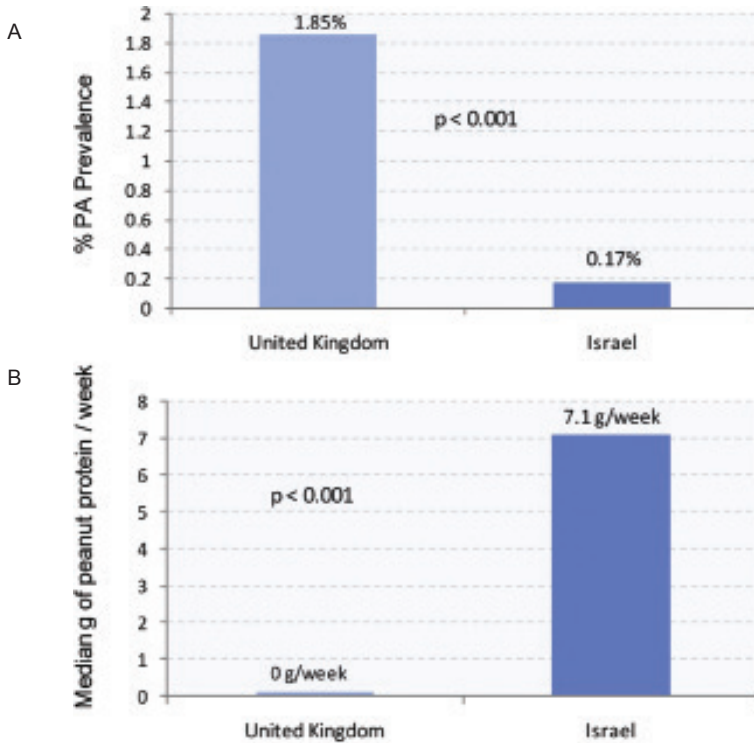 A
% PA Prevalence
2
1.8
1.6
1.4
1.2
1
0.8
0.6
0.4
0.2
0
1.85%
p < 0.001
0.17%
United Kingdom
Israel
B
Median g of peanut protein / week
8
7
6
5
4
3
2
1
0
7.1 g/week
p < 0.001
0 g/week
United Kingdom
Israel